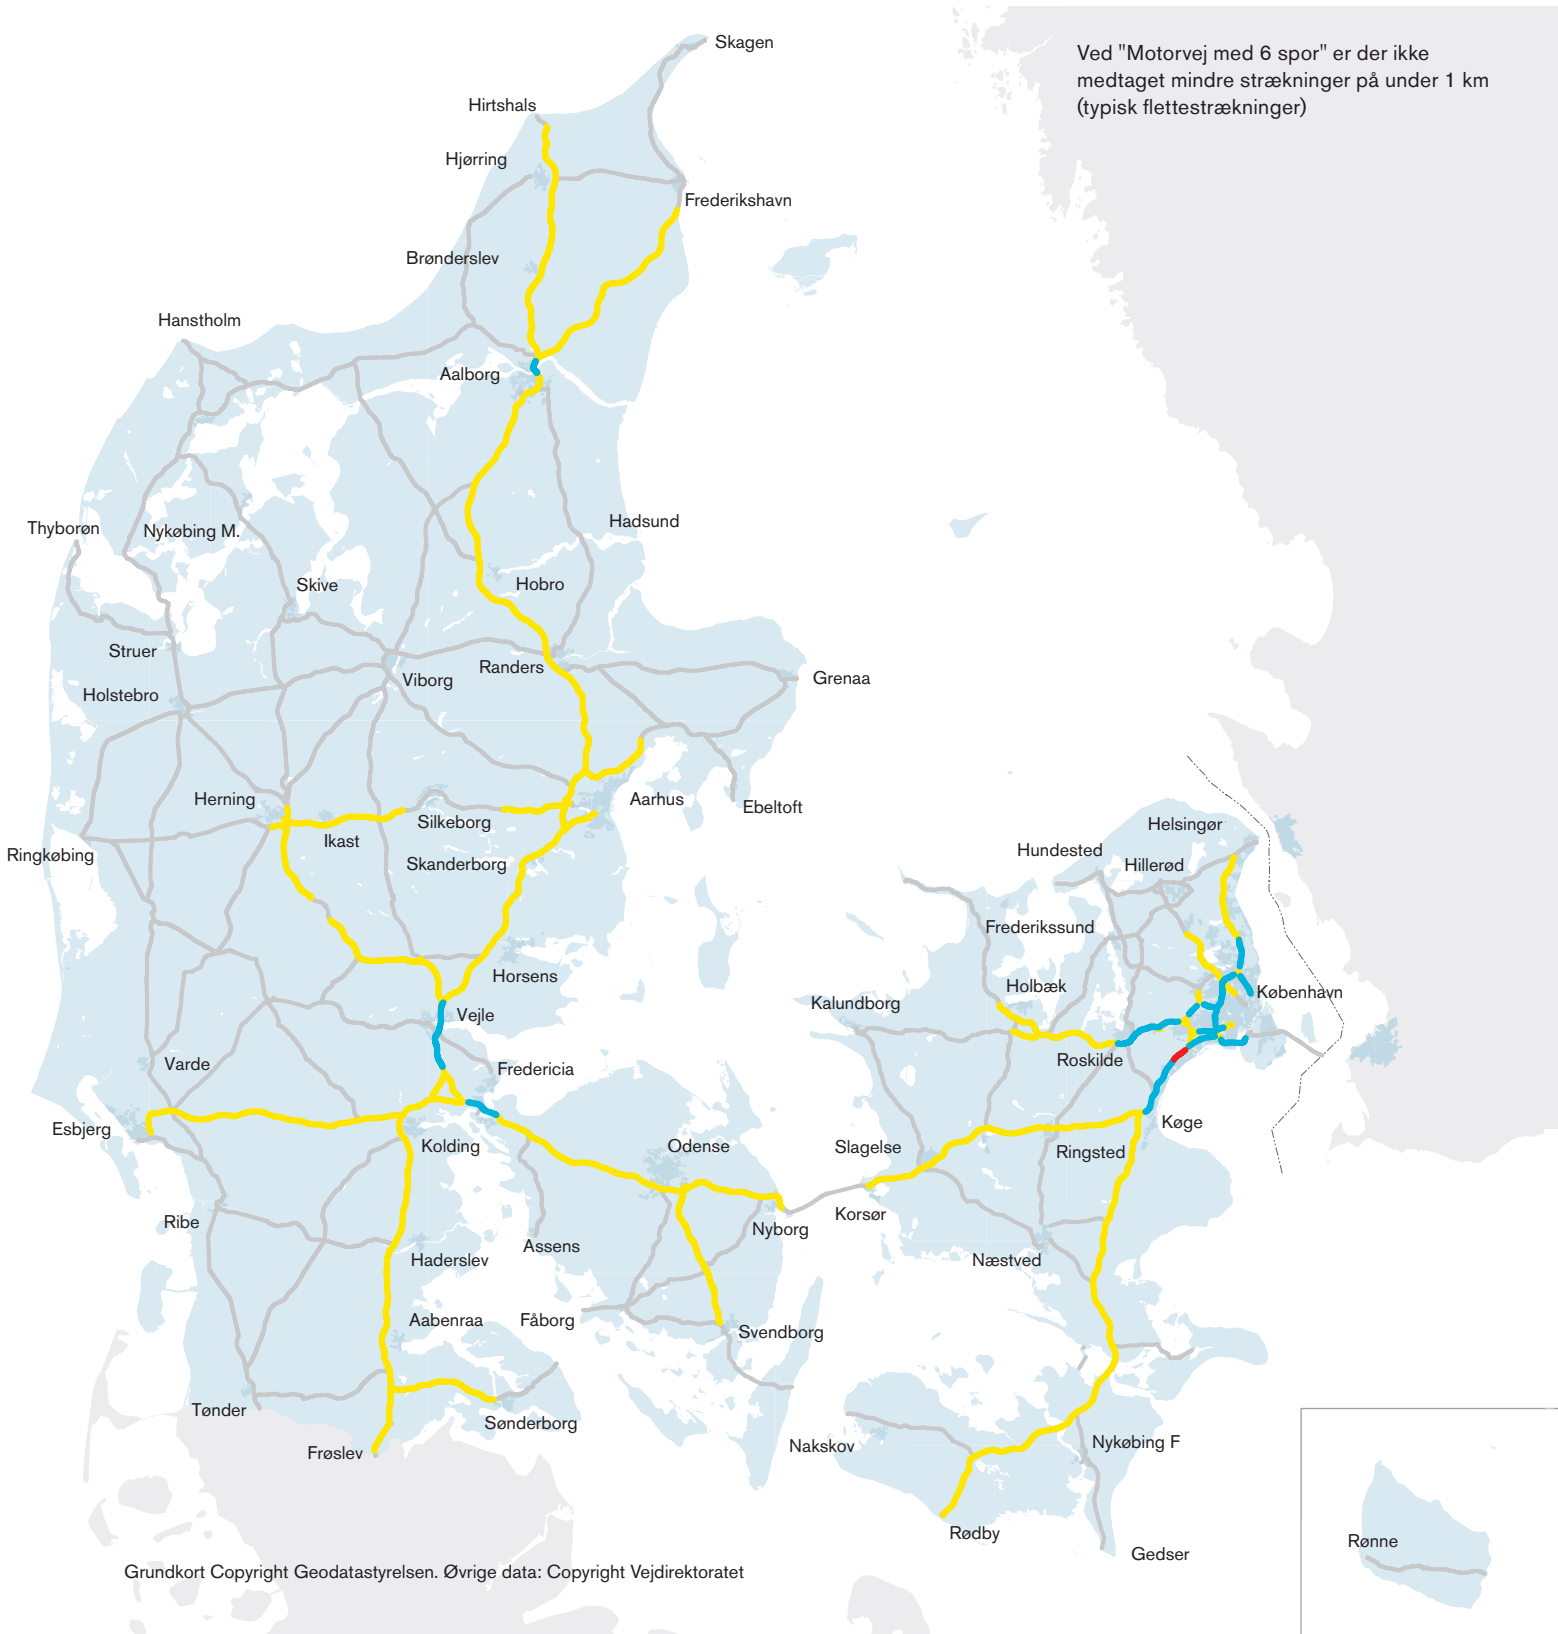 Skagen
Ved "Motorvej med 6 spor" er der ikke
medtaget mindre strækninger på under 1 km
(typisk flettestrækninger)
Hirtshals
Hjørring
Frederikshavn
Brønderslev
Hanstholm
Aalborg
Thyborøn
Nykøbing M.
Hadsund
Skive
Hobro
Struer
Randers
Viborg
Grenaa
Holstebro
Herning
Aarhus
Ebeltoft
Silkeborg
Ikast
Helsingør
Ringkøbing
Skanderborg
Hundested
Hillerød
Frederikssund
Horsens
Holbæk
København
Kalundborg
Vejle
Varde
Fredericia
Roskilde
Esbjerg
Kolding
Odense
Slagelse
Køge
Ringsted
Ribe
Nyborg
Korsør
Assens
Haderslev
Næstved
Aabenraa
Fåborg
Svendborg
Tønder
Sønderborg
Frøslev
Nakskov
Nykøbing F
Rødby
Gedser
Rønne
Grundkort Copyright Geodatastyrelsen. Øvrige data: Copyright Vejdirektoratet